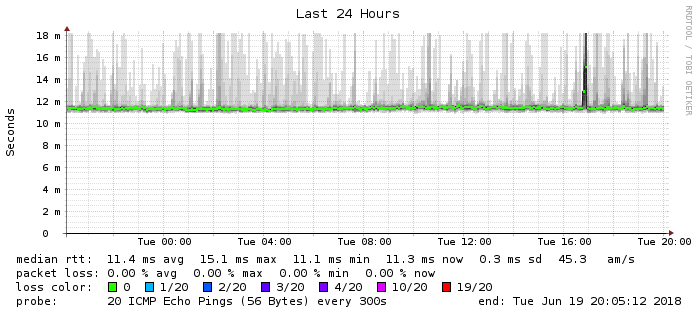 Last 24 Hours
RRDTOOL / TOBI OETIKER
Seconds
18 m
16 m
14 m
12 m
10 m
8 m
6 m
4 m
2 m
0
Tue 00:00 Tue 04:00 Tue 08:00 Tue 12:00 Tue 16:00 Tue 20:00
median rtt: 11.4 ms avg 15.1 ms max 11.1 ms min 11.3 ms now 0.3 ms sd 45.3 am/s
packet loss: 0.00 % avg 0.00 % max 0.00 % min 0.00 % now
loss color: 0 1/20 2/20 3/20 4/20 10/20 19/20
probe: 20 ICMP Echo Pings (56 Bytes) every 300s end: Tue Jun 19 20:05:12 2018